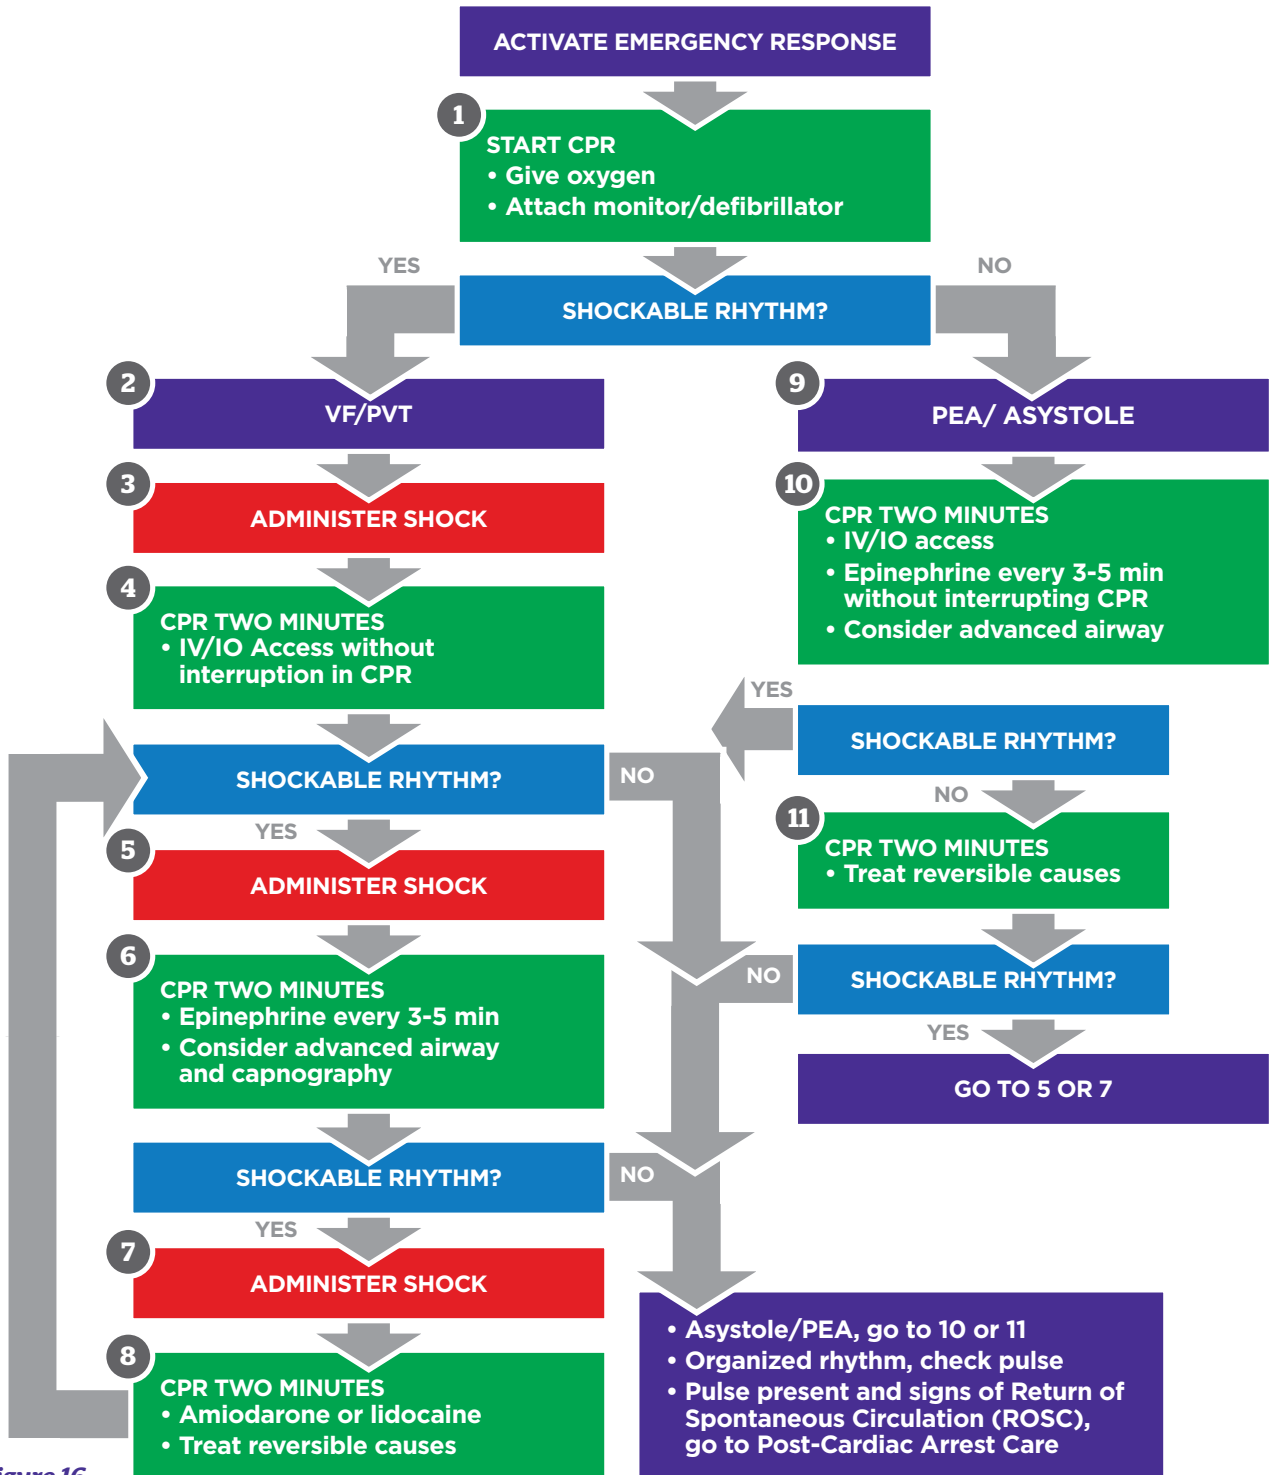 ACTIVATE EMERGENCY RESPONSE
1
START CPR
• Give oxygen
• Attach monitor/defibrillator
YES
NO
SHOCKABLE RHYTHM?
2
VF/PVT
3
ADMINISTER SHOCK
4
CPR TWO MINUTES
• IV/IO Access without
interruption in CPR
SHOCKABLE RHYTHM?
NO
YES
5
ADMINISTER SHOCK
6
CPR TWO MINUTES
• Epinephrine every 3-5 min
• Consider advanced airway
and capnography
SHOCKABLE RHYTHM?
NO
YES
7
ADMINISTER SHOCK
8
CPR TWO MINUTES
• Amiodarone or lidocaine
• Treat reversible causes
9
PEA/ ASYSTOLE
10
CPR TWO MINUTES
• IV/IO access
• Epinephrine every 3-5 min
without interrupting CPR
• Consider advanced airway
YES
SHOCKABLE RHYTHM?
NO
11
CPR TWO MINUTES
• Treat reversible causes
NO
SHOCKABLE RHYTHM?
YES
GO TO 5 OR 7
• Asystole/PEA, go to 10 or 11
• Organized rhythm, check pulse
• Pulse present and signs of Return of
Spontaneous Circulation (ROSC),
go to Post-Cardiac Arrest Care